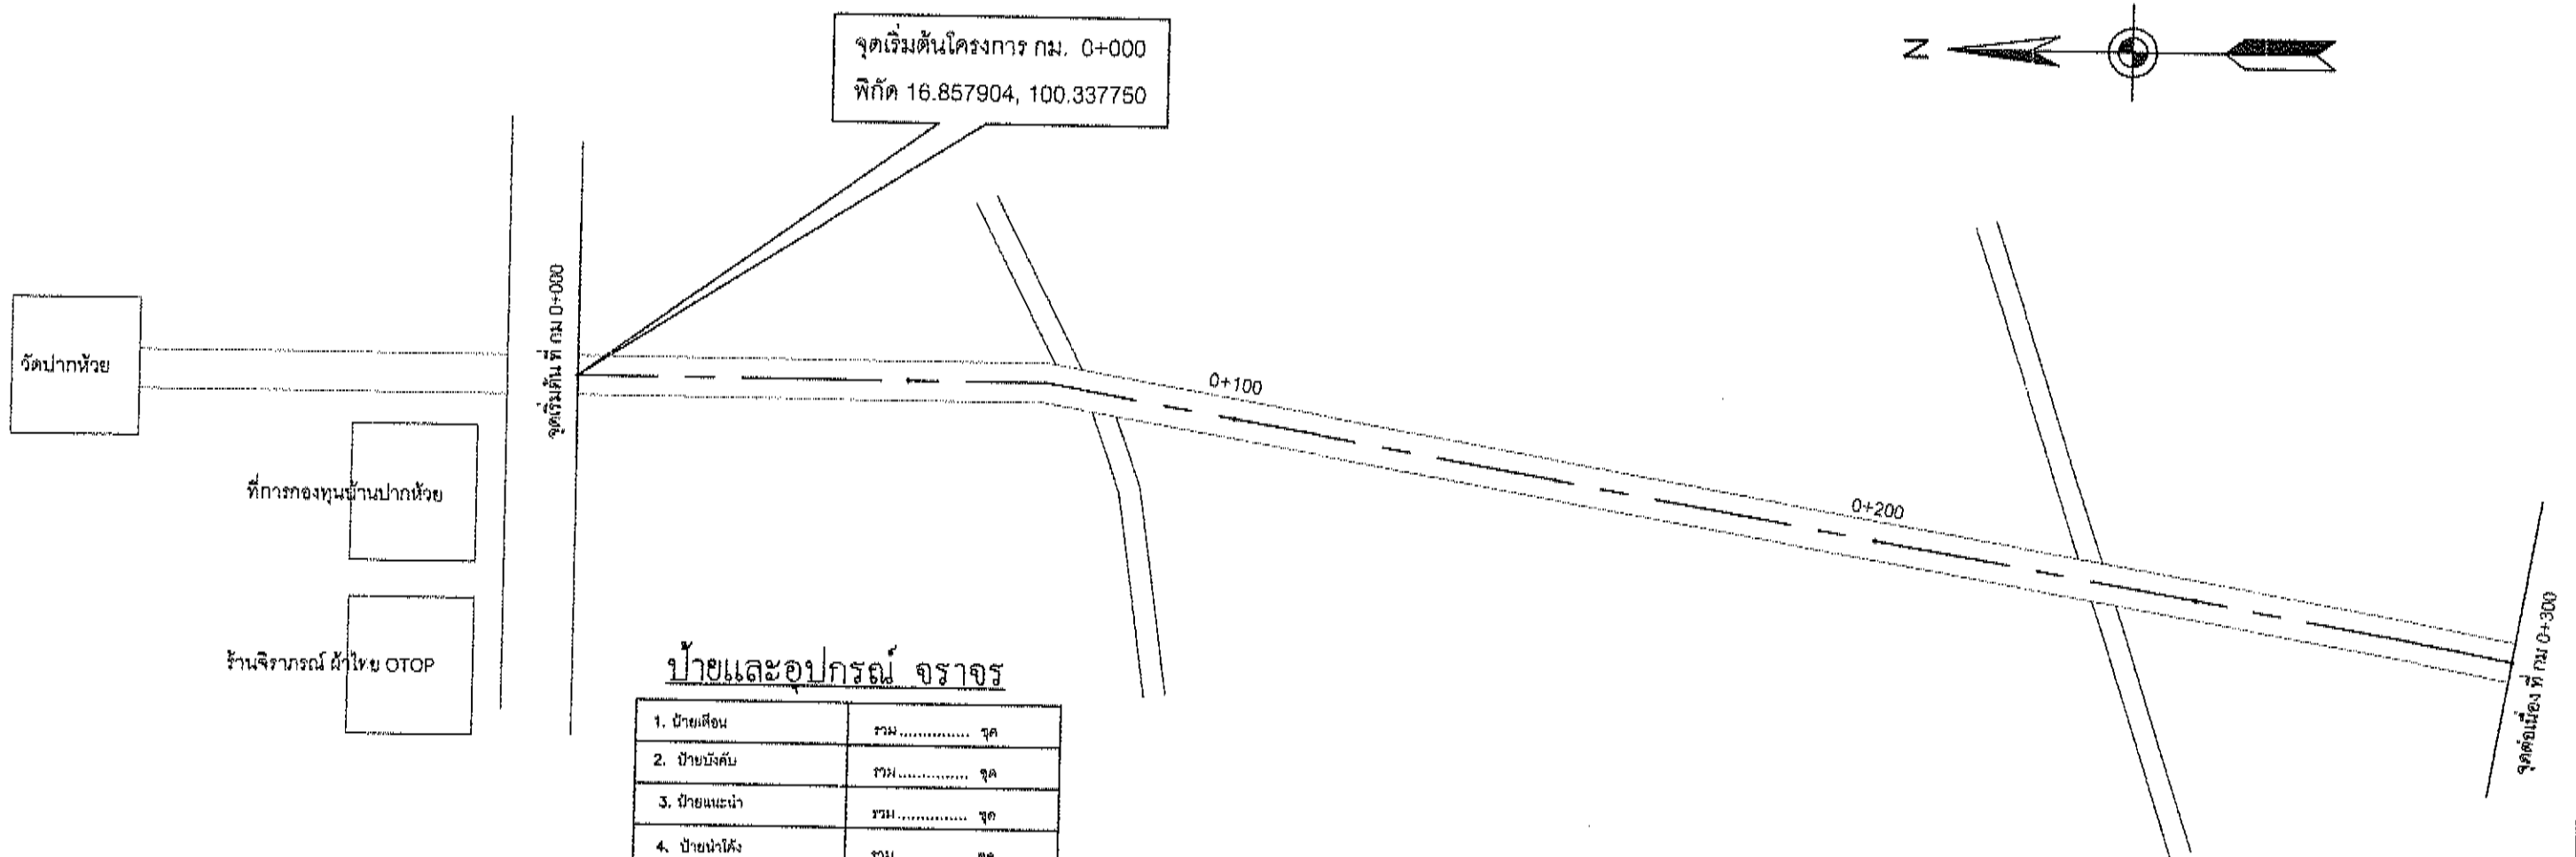 จุดเริ่มต้นโครงการ กม. 0+000
พิกัด 16.857904, 100.337750
N
จุดเริ่มต้น ที่ กม 0+000
วัดปากห้วย
0+100
ที่การกองทุนบ้านปากห้วย
0+200
ร้านจิราภรณ์ ผ้าไทย OTOP
จุดต่อเนื่อง ที่ กม 0+300
ป้ายและอุปกรณ์ จราจร
1. ป้ายเตือน รวม............... ชุด
2. ป้ายบังคับ รวม............... ชุด
3. ป้ายแนะนำ รวม............... ชุด
4. ป้ายนำโค้ง รวม............... ชุด